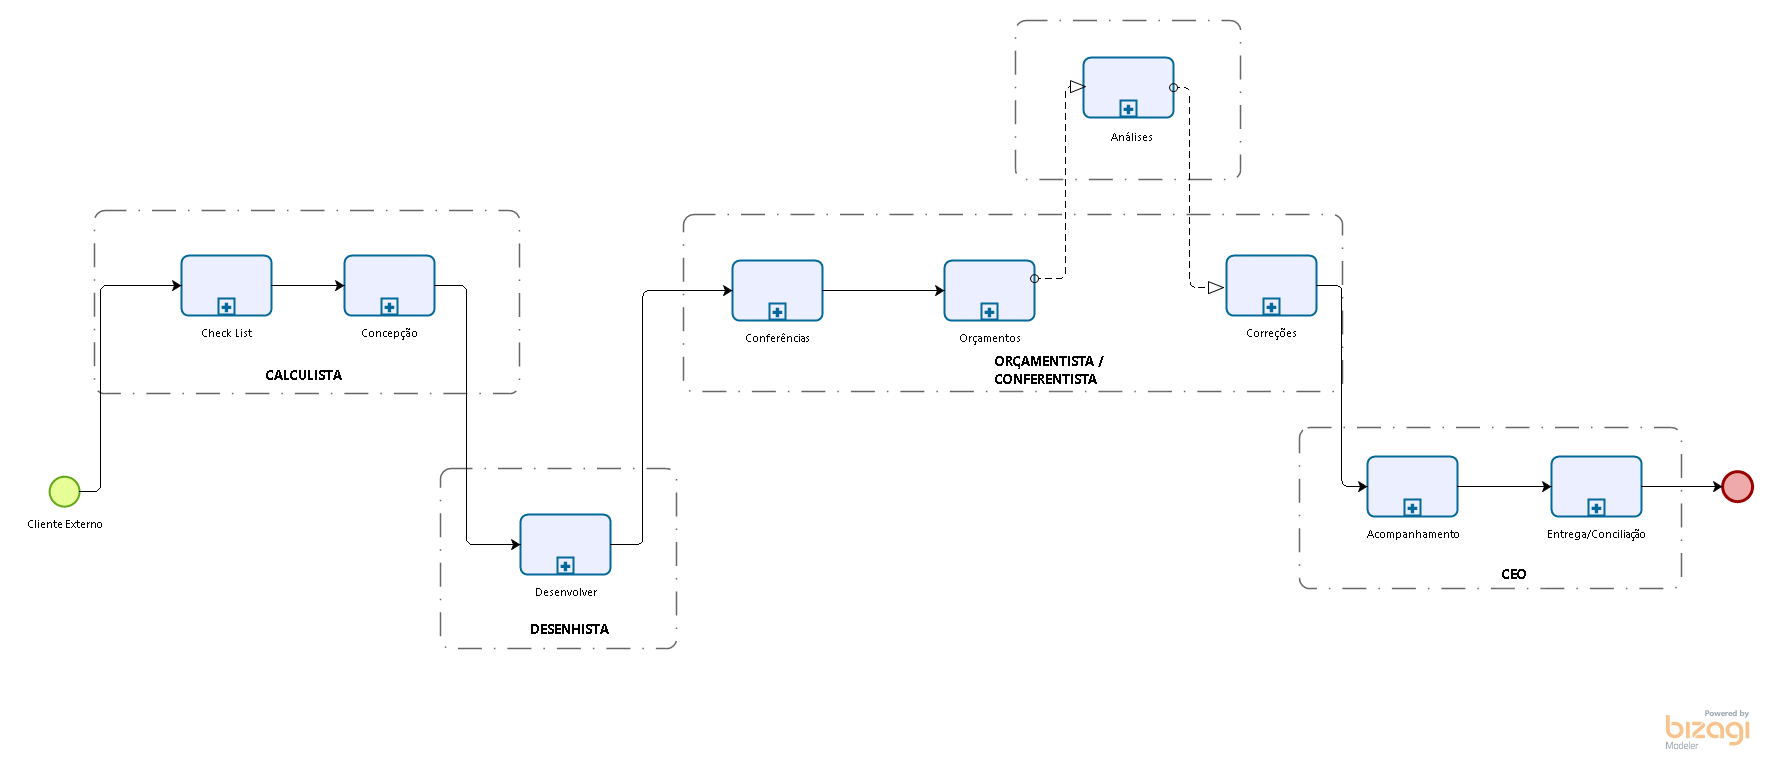 Análises
Check List
Concepção
CALCULISTA
Conferências
Orçamentos
Correções
ORÇAMENTISTA /
CONFERENTISTA
Cliente Externo
Desenvolver
DESENHISTA
Acompanhamento
Entrega/Conciliação
CEO
Powered by
bizagi
Modeler